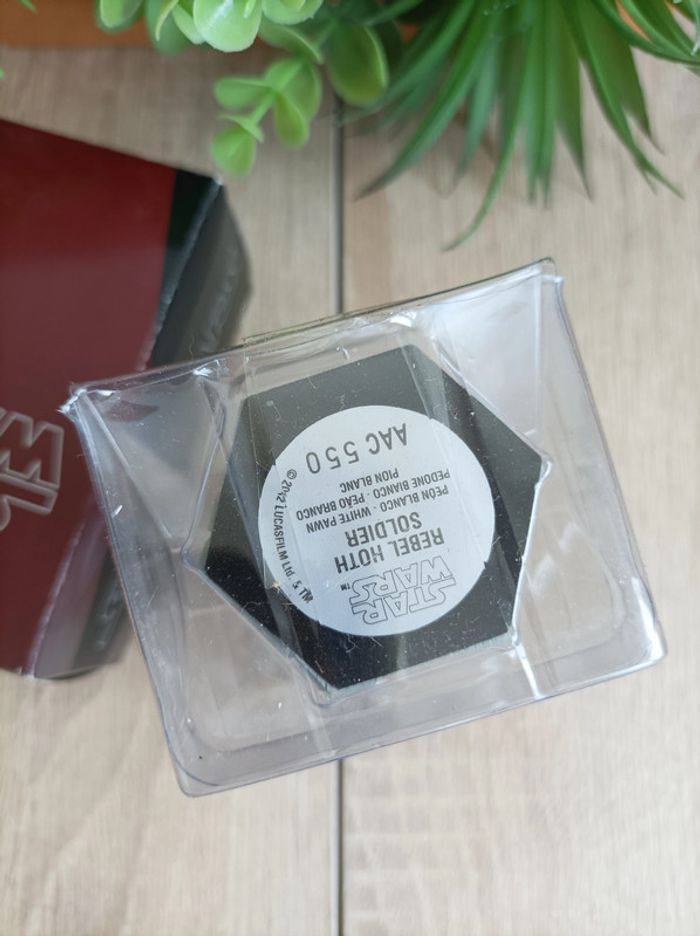 STAR
WARS™
REBEL HOTH
SOLDIER
PEÓN BLANCO · WHITE PAWN
PEDONE BIANCO · PEÃO BRANCO
PION BLANC
AAC 550
© 2012 LUCASFILM Ltd. & TM